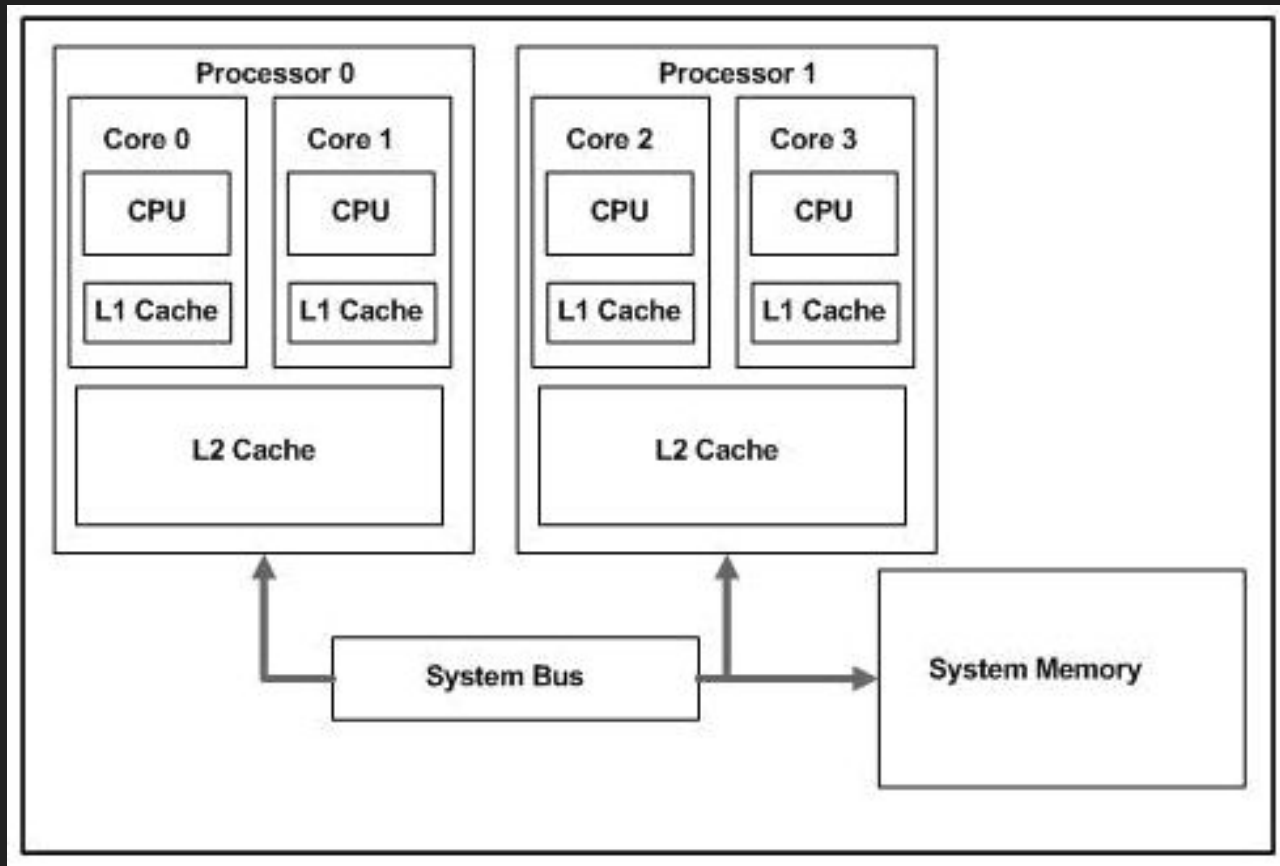 Processor 0
Processor 1
Core 0
Core 1
Core 2
Core 3
CPU
CPU
CPU
CPU
L1 Cache
L1 Cache
L1 Cache
L1 Cache
L2 Cache
L2 Cache
System Bus
System Memory